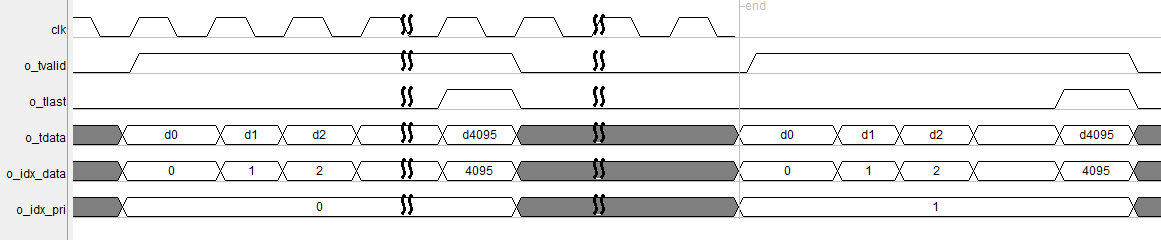 end
clk
o_tvalid
o_tlast
o_tdata d0 d1 d2 d4095 d0 d1 d2 d4095
o_idx_data 0 1 2 4095 0 1 2 4095
o_idx_pri 0 1